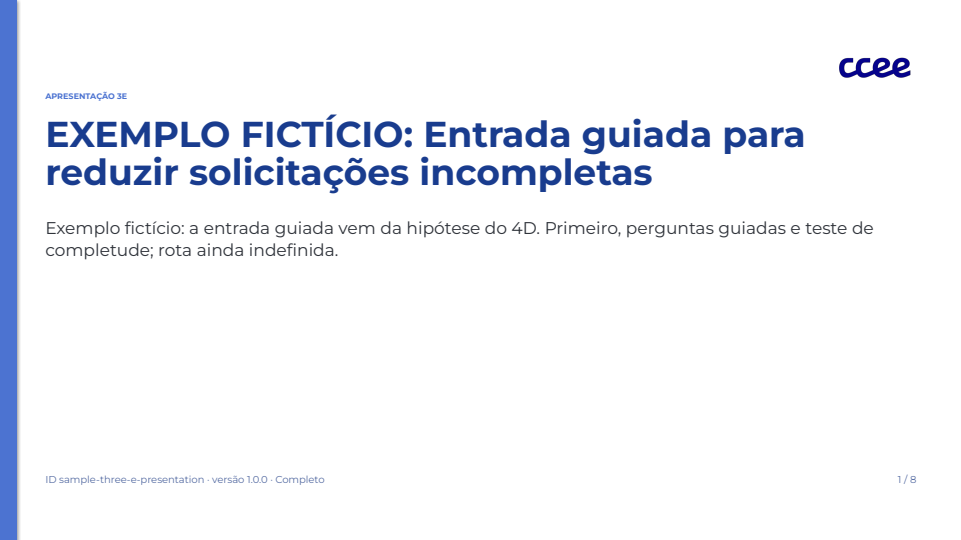 ccee
APRESENTAÇÃO 3E
EXEMPLO FICTÍCIO: Entrada guiada para
reduzir solicitações incompletas
Exemplo fictício: a entrada guiada vem da hipótese do 4D. Primeiro, perguntas guiadas e teste de
completude; rota ainda indefinida.
ID sample-three-e-presentation · versão 1.0.0 · Completo
1 / 8